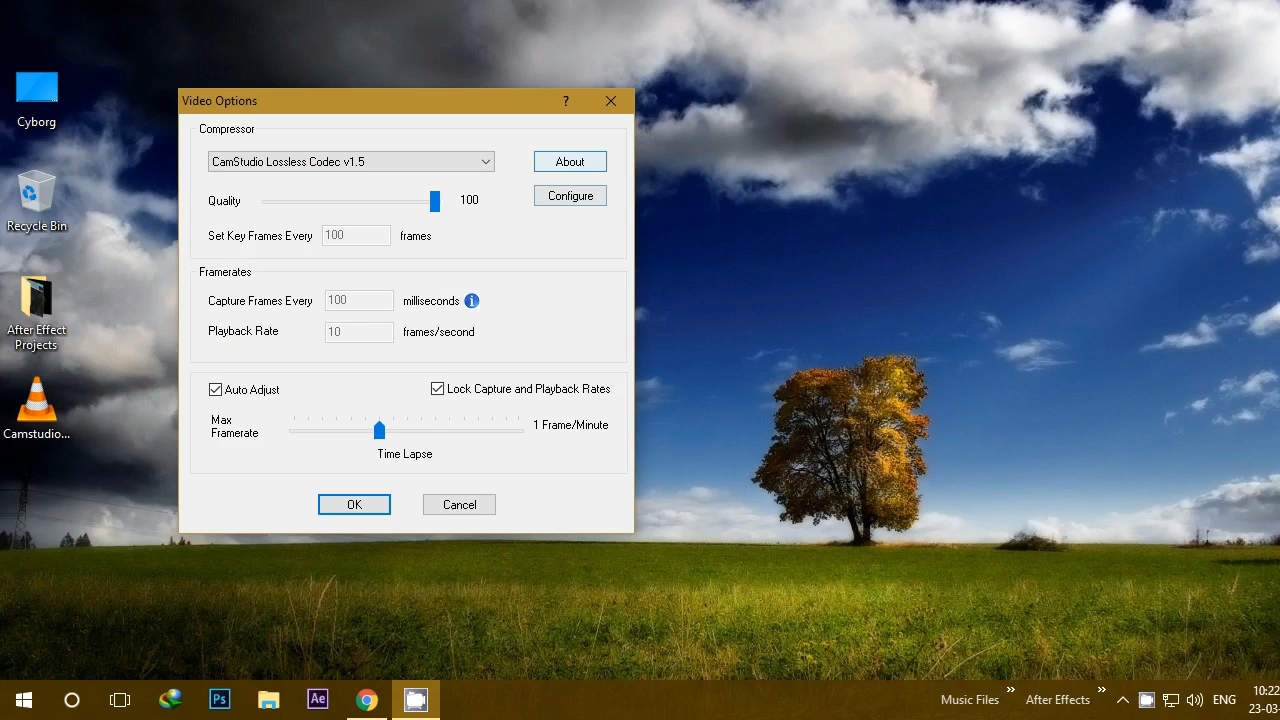 Cyborg
Recycle Bin
After Effect
Projects
Camstudio...
Video Options
?
Compressor
CamStudio Lossless Codec v1.5
About
Quality
100
Configure
Set Key Frames Every 100 frames
Framerates
Capture Frames Every 100 milliseconds
Playback Rate 10 frames/second
Auto Adjust
Lock Capture and Playback Rates
Max
Framerate
1 Frame/Minute
Time Lapse
OK
Cancel
Ps
Ae
Music Files
After Effects
ENG
10:22
23-03-